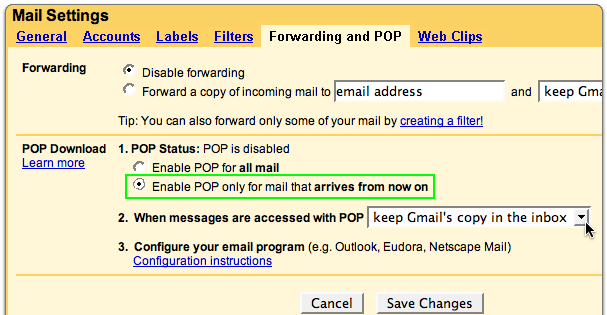 Mail Settings
General Accounts Labels Filters Forwarding and POP Web Clips
Forwarding
Disable forwarding
Forward a copy of incoming mail to email address and keep
Tip: You can also forward only some of your mail by creating a filter!
POP Download
Learn more
1. POP Status: POP is disabled
Enable POP for all mail
Enable POP only for mail that arrives from now on
2. When messages are accessed with POP keep Gmail's copy in the inbox
3. Configure your email program (e.g. Outlook, Eudora, Netscape Mail)
Configuration instructions
Cancel Save Changes